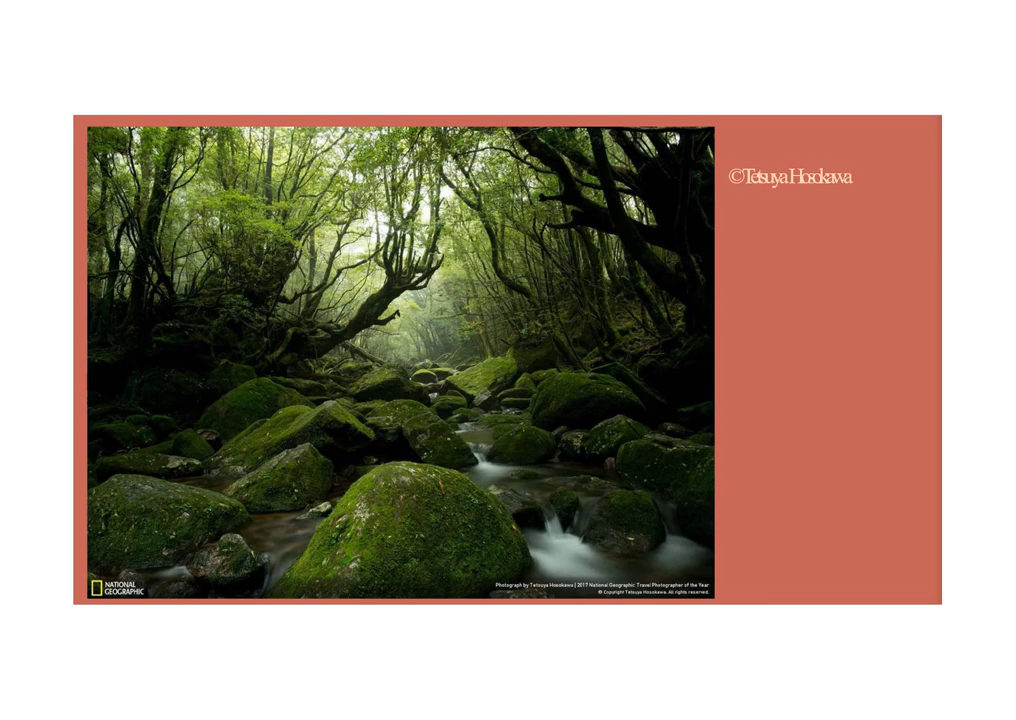 ©Tetsuya Hosokawa
NATIONAL
GEOGRAPHIC
Photograph by Tetsuya Hosokawa | 2017 National Geographic Travel Photographer of the Year
© Copyright Tetsuya Hosokawa. All rights reserved.